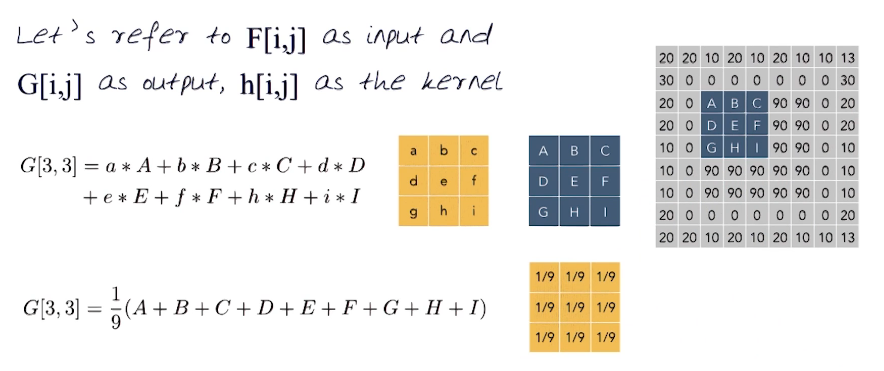 Let's refer to F[i,j] as input and
G[i,j] as output, h[i,j] as the kernel
G[3,3] = a * A + b * B + c * C + d * D
+ e * E + f * F + h * H + i * I
a b c
d e f
g h i
A B C
D E F
G H I
20 20 10 20 10 20 10 10 13
30 0 0 0 0 0 0 0 30
20 0 A B C 90 90 0 20
20 0 D E F 90 90 0 20
10 0 G H I 90 90 0 10
10 0 90 90 90 90 90 0 10
10 0 90 90 90 90 90 0 10
20 0 0 0 0 0 0 0 20
20 20 10 20 10 20 10 10 13
G[3,3] = 1/9 (A + B + C + D + E + F + G + H + I)
1/9 1/9 1/9
1/9 1/9 1/9
1/9 1/9 1/9